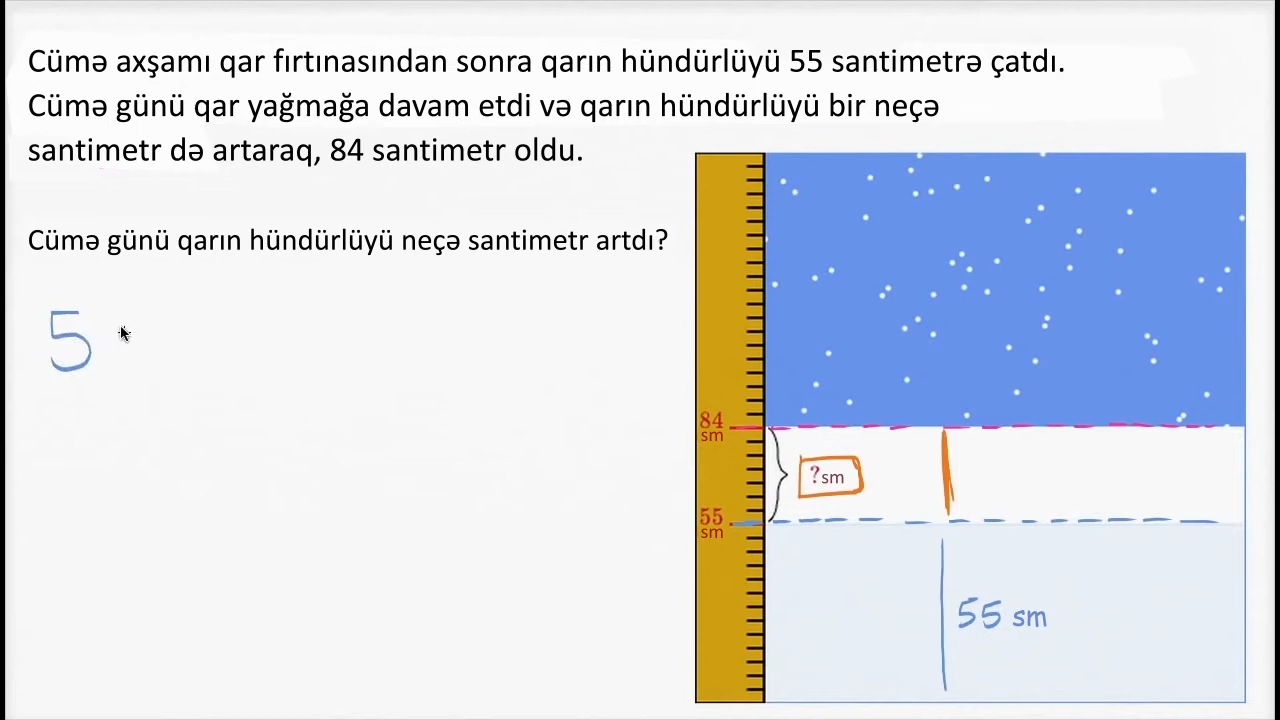 Cümə axşamı qar fırtınasından sonra qarın hündürlüyü 55 santimetrə çatdı.
Cümə günü qar yağmağa davam etdi və qarın hündürlüyü bir neçə
santimetr də artaraq, 84 santimetr oldu.
Cümə günü qarın hündürlüyü neçə santimetr artdı?
5
84
sm
?sm
55
sm
55 sm